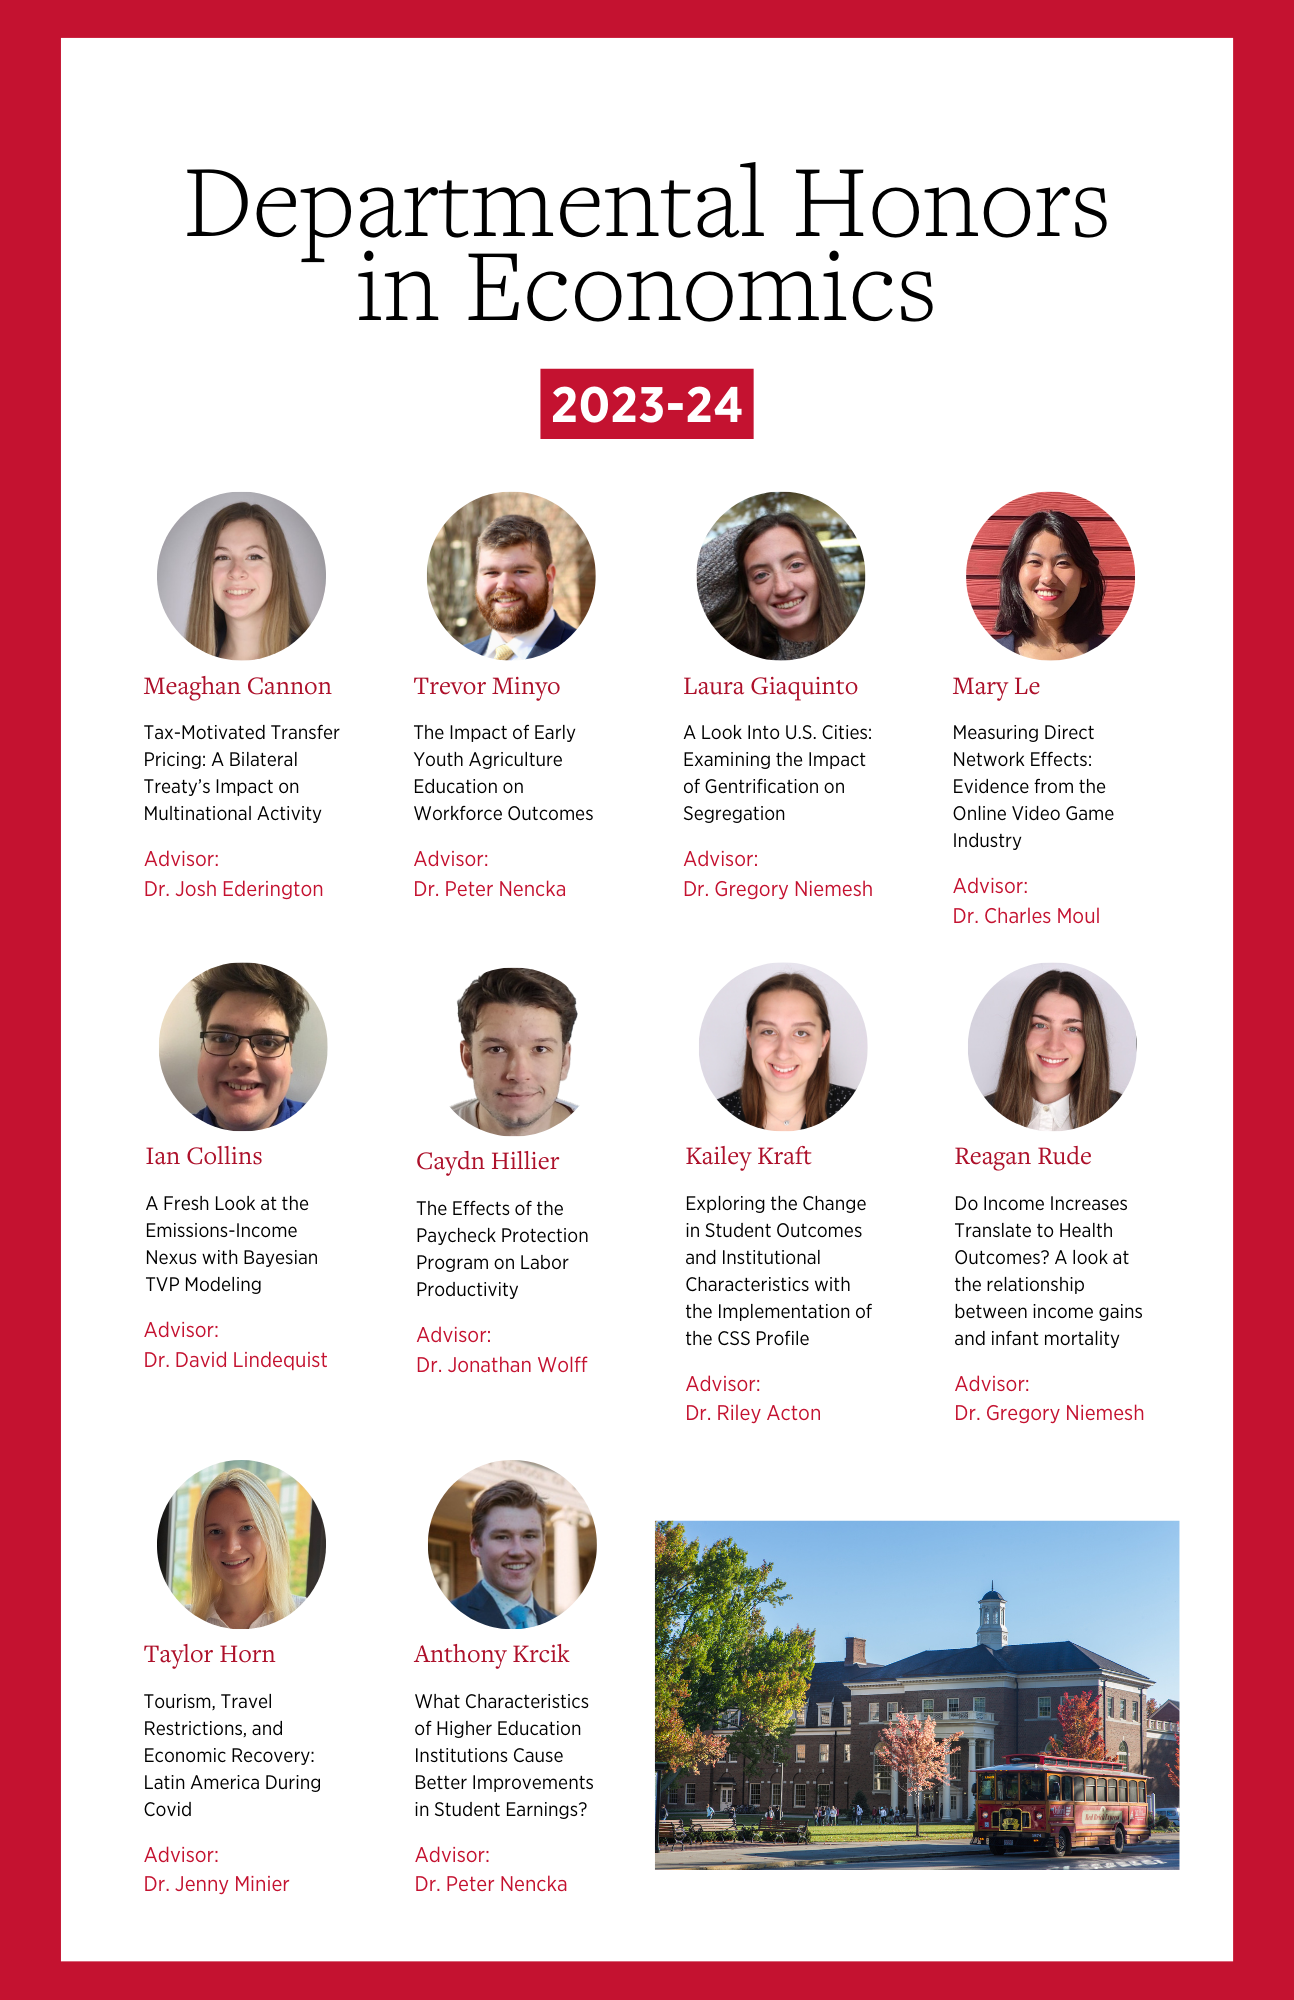 Departmental Honors
in Economics
2023-24
Meaghan Cannon
Tax-Motivated Transfer
Pricing: A Bilateral
Treaty’s Impact on
Multinational Activity
Advisor:
Dr. Josh Ederington
Trevor Minyo
The Impact of Early
Youth Agriculture
Education on
Workforce Outcomes
Advisor:
Dr. Peter Nencka
Laura Giaquinto
A Look Into U.S. Cities:
Examining the Impact
of Gentrification on
Segregation
Advisor:
Dr. Gregory Niemesh
Mary Le
Measuring Direct
Network Effects:
Evidence from the
Online Video Game
Industry
Advisor:
Dr. Charles Moul
Ian Collins
A Fresh Look at the
Emissions-Income
Nexus with Bayesian
TVP Modeling
Advisor:
Dr. David Lindequist
Caydn Hillier
The Effects of the
Paycheck Protection
Program on Labor
Productivity
Advisor:
Dr. Jonathan Wolff
Kailey Kraft
Exploring the Change
in Student Outcomes
and Institutional
Characteristics with
the Implementation of
the CSS Profile
Advisor:
Dr. Riley Acton
Reagan Rude
Do Income Increases
Translate to Health
Outcomes? A look at
the relationship
between income gains
and infant mortality
Advisor:
Dr. Gregory Niemesh
Taylor Horn
Tourism, Travel
Restrictions, and
Economic Recovery:
Latin America During
Covid
Advisor:
Dr. Jenny Minier
Anthony Krcik
What Characteristics
of Higher Education
Institutions Cause
Better Improvements
in Student Earnings?
Advisor:
Dr. Peter Nencka